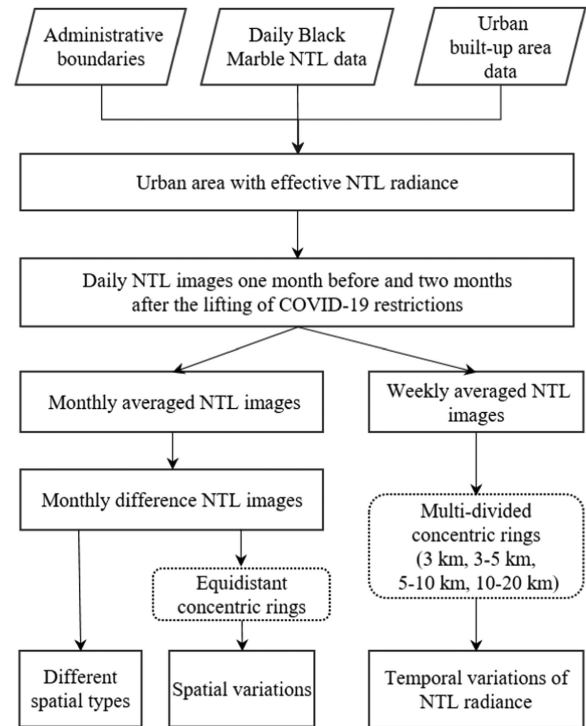 Administrative
boundaries
Daily Black
Marble NTL data
Urban
built-up area
data
Urban area with effective NTL radiance
Daily NTL images one month before and two months
after the lifting of COVID-19 restrictions
Monthly averaged NTL images
Weekly averaged NTL
images
Monthly difference NTL images
Multi-divided
concentric rings
(3 km, 3-5 km,
5-10 km, 10-20 km)
Equidistant
concentric rings
Different
spatial types
Spatial variations
Temporal variations of
NTL radiance